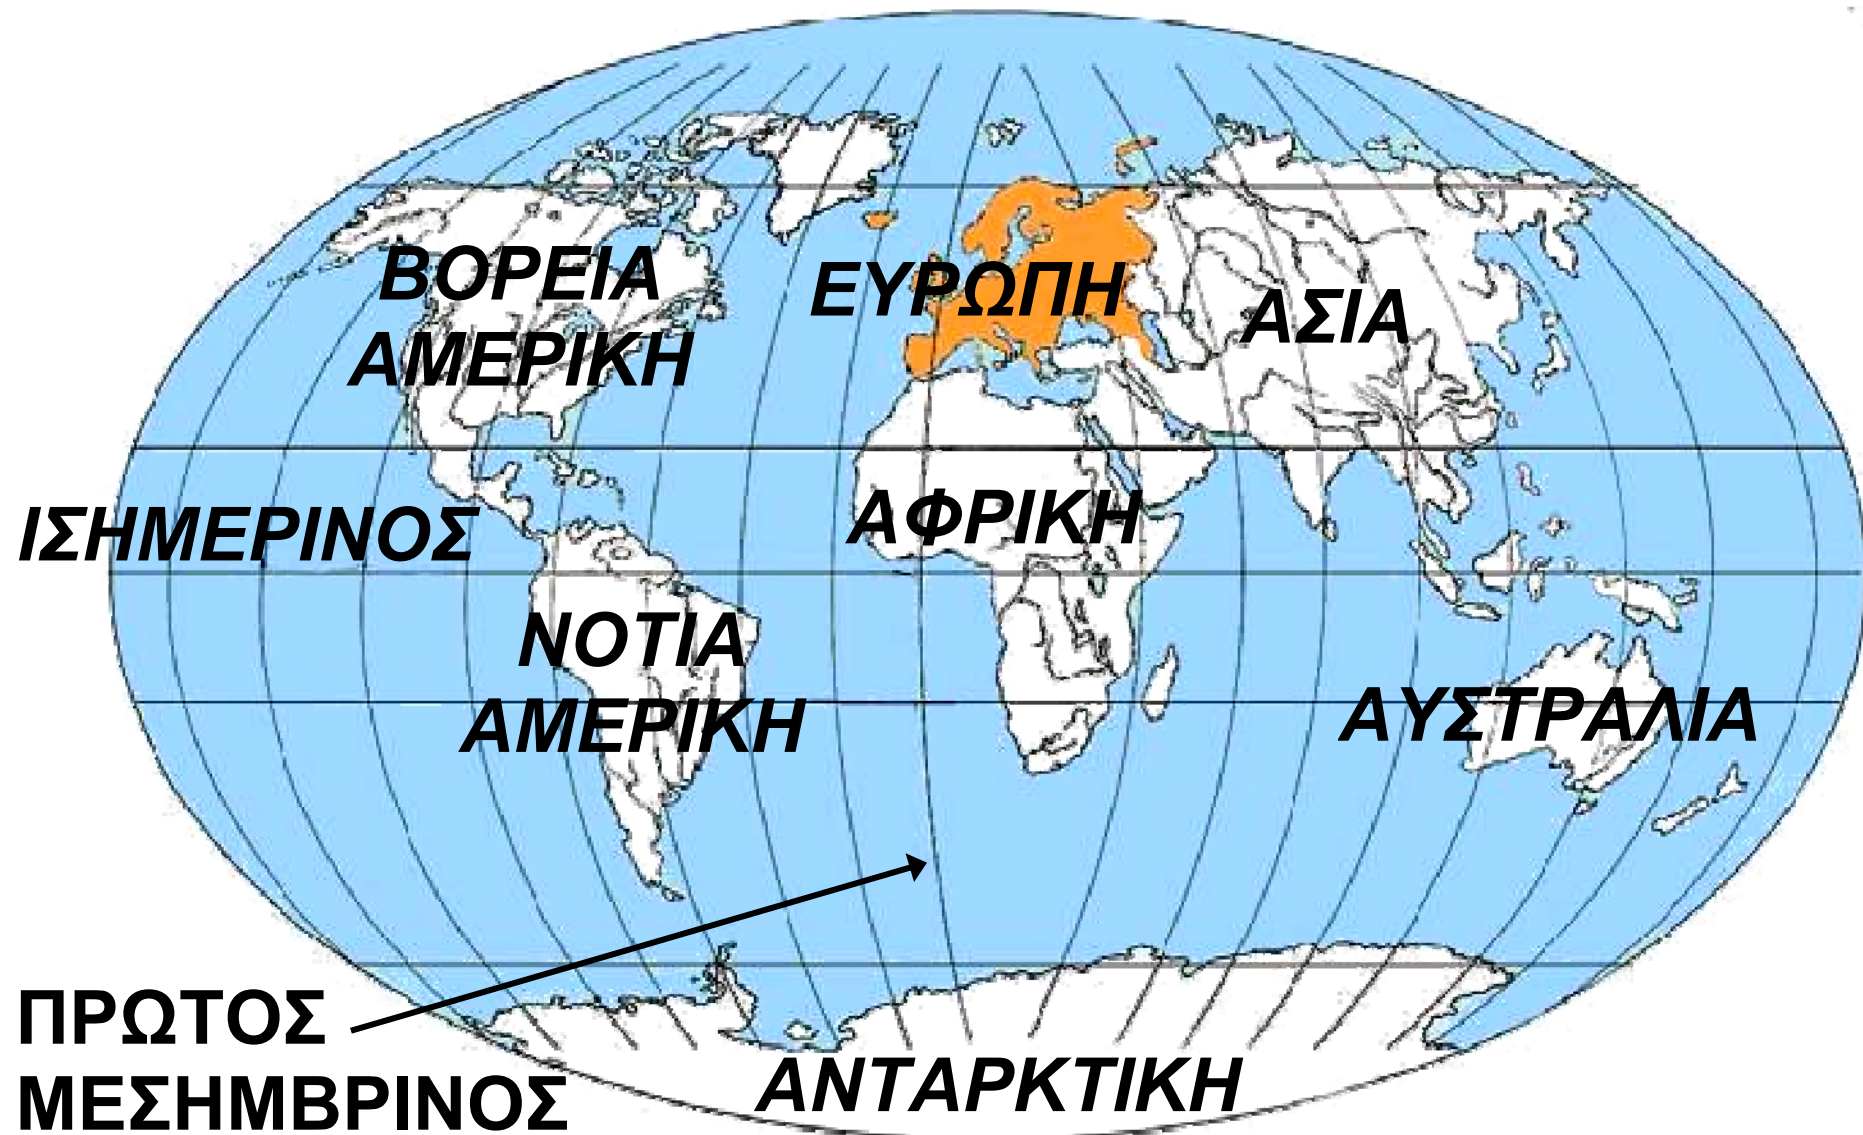 ΒΟΡΕΙΑ
ΑΜΕΡΙΚΗ
ΕΥΡΩΠΗ
ΑΣΙΑ
ΙΣΗΜΕΡΙΝΟΣ
ΑΦΡΙΚΗ
ΝΟΤΙΑ
ΑΜΕΡΙΚΗ
ΑΥΣΤΡΑΛΙΑ
ΠΡΩΤΟΣ
ΜΕΣΗΜΒΡΙΝΟΣ
ΑΝΤΑΡΚΤΙΚΗ